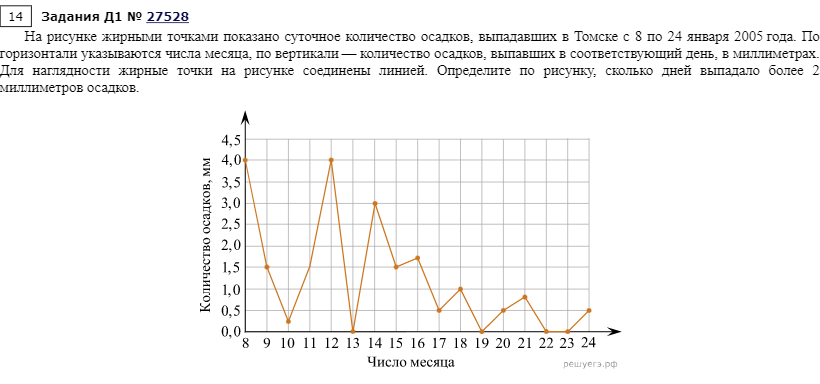 14 Задания Д1 № 27528
На рисунке жирными точками показано суточное количество осадков, выпадавших в Томске с 8 по 24 января 2005 года. По
горизонтали указываются числа месяца, по вертикали — количество осадков, выпавших в соответствующий день, в миллиметрах.
Для наглядности жирные точки на рисунке соединены линией. Определите по рисунку, сколько дней выпадало более 2
миллиметров осадков.
Количество осадков, мм
4,5
4,0
3,5
3,0
2,5
2,0
1,5
1,0
0,5
0,0
8 9 10 11 12 13 14 15 16 17 18 19 20 21 22 23 24
Число месяца
решуегэ.рф